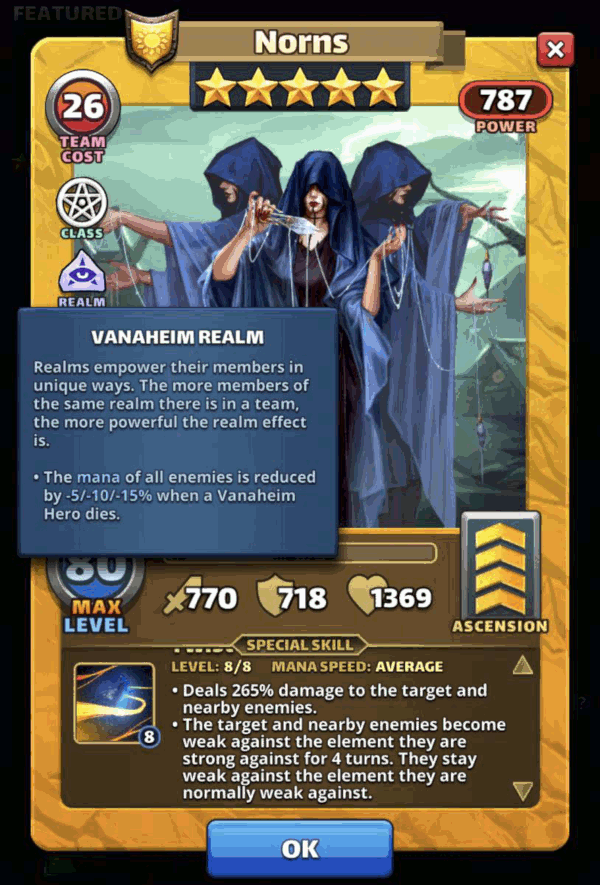 FEATURED
Norns
26
TEAM
COST
787
POWER
CLASS
REALM
VANAHEIM REALM
Realms empower their members in
unique ways. The more members of
the same realm there is in a team,
the more powerful the realm effect
is.
• The mana of all enemies is reduced
by -5/-10/-15% when a Vanaheim
Hero dies.
80
MAX
LEVEL
770
718
1369
ASCENSION
SPECIAL SKILL
LEVEL: 8/8 MANA SPEED: AVERAGE
8
• Deals 265% damage to the target and
nearby enemies.
• The target and nearby enemies become
weak against the element they are
strong against for 4 turns. They stay
weak against the element they are
normally weak against.
OK